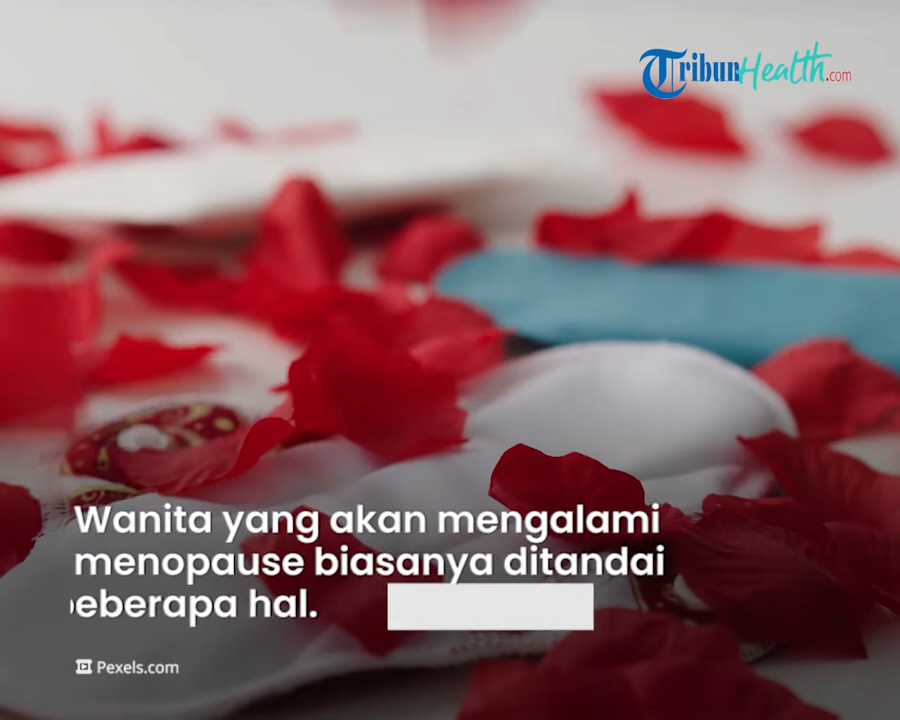 TribunHealth.com
Wanita yang akan mengalami
menopause biasanya ditandai
beberapa hal.
Pexels.com